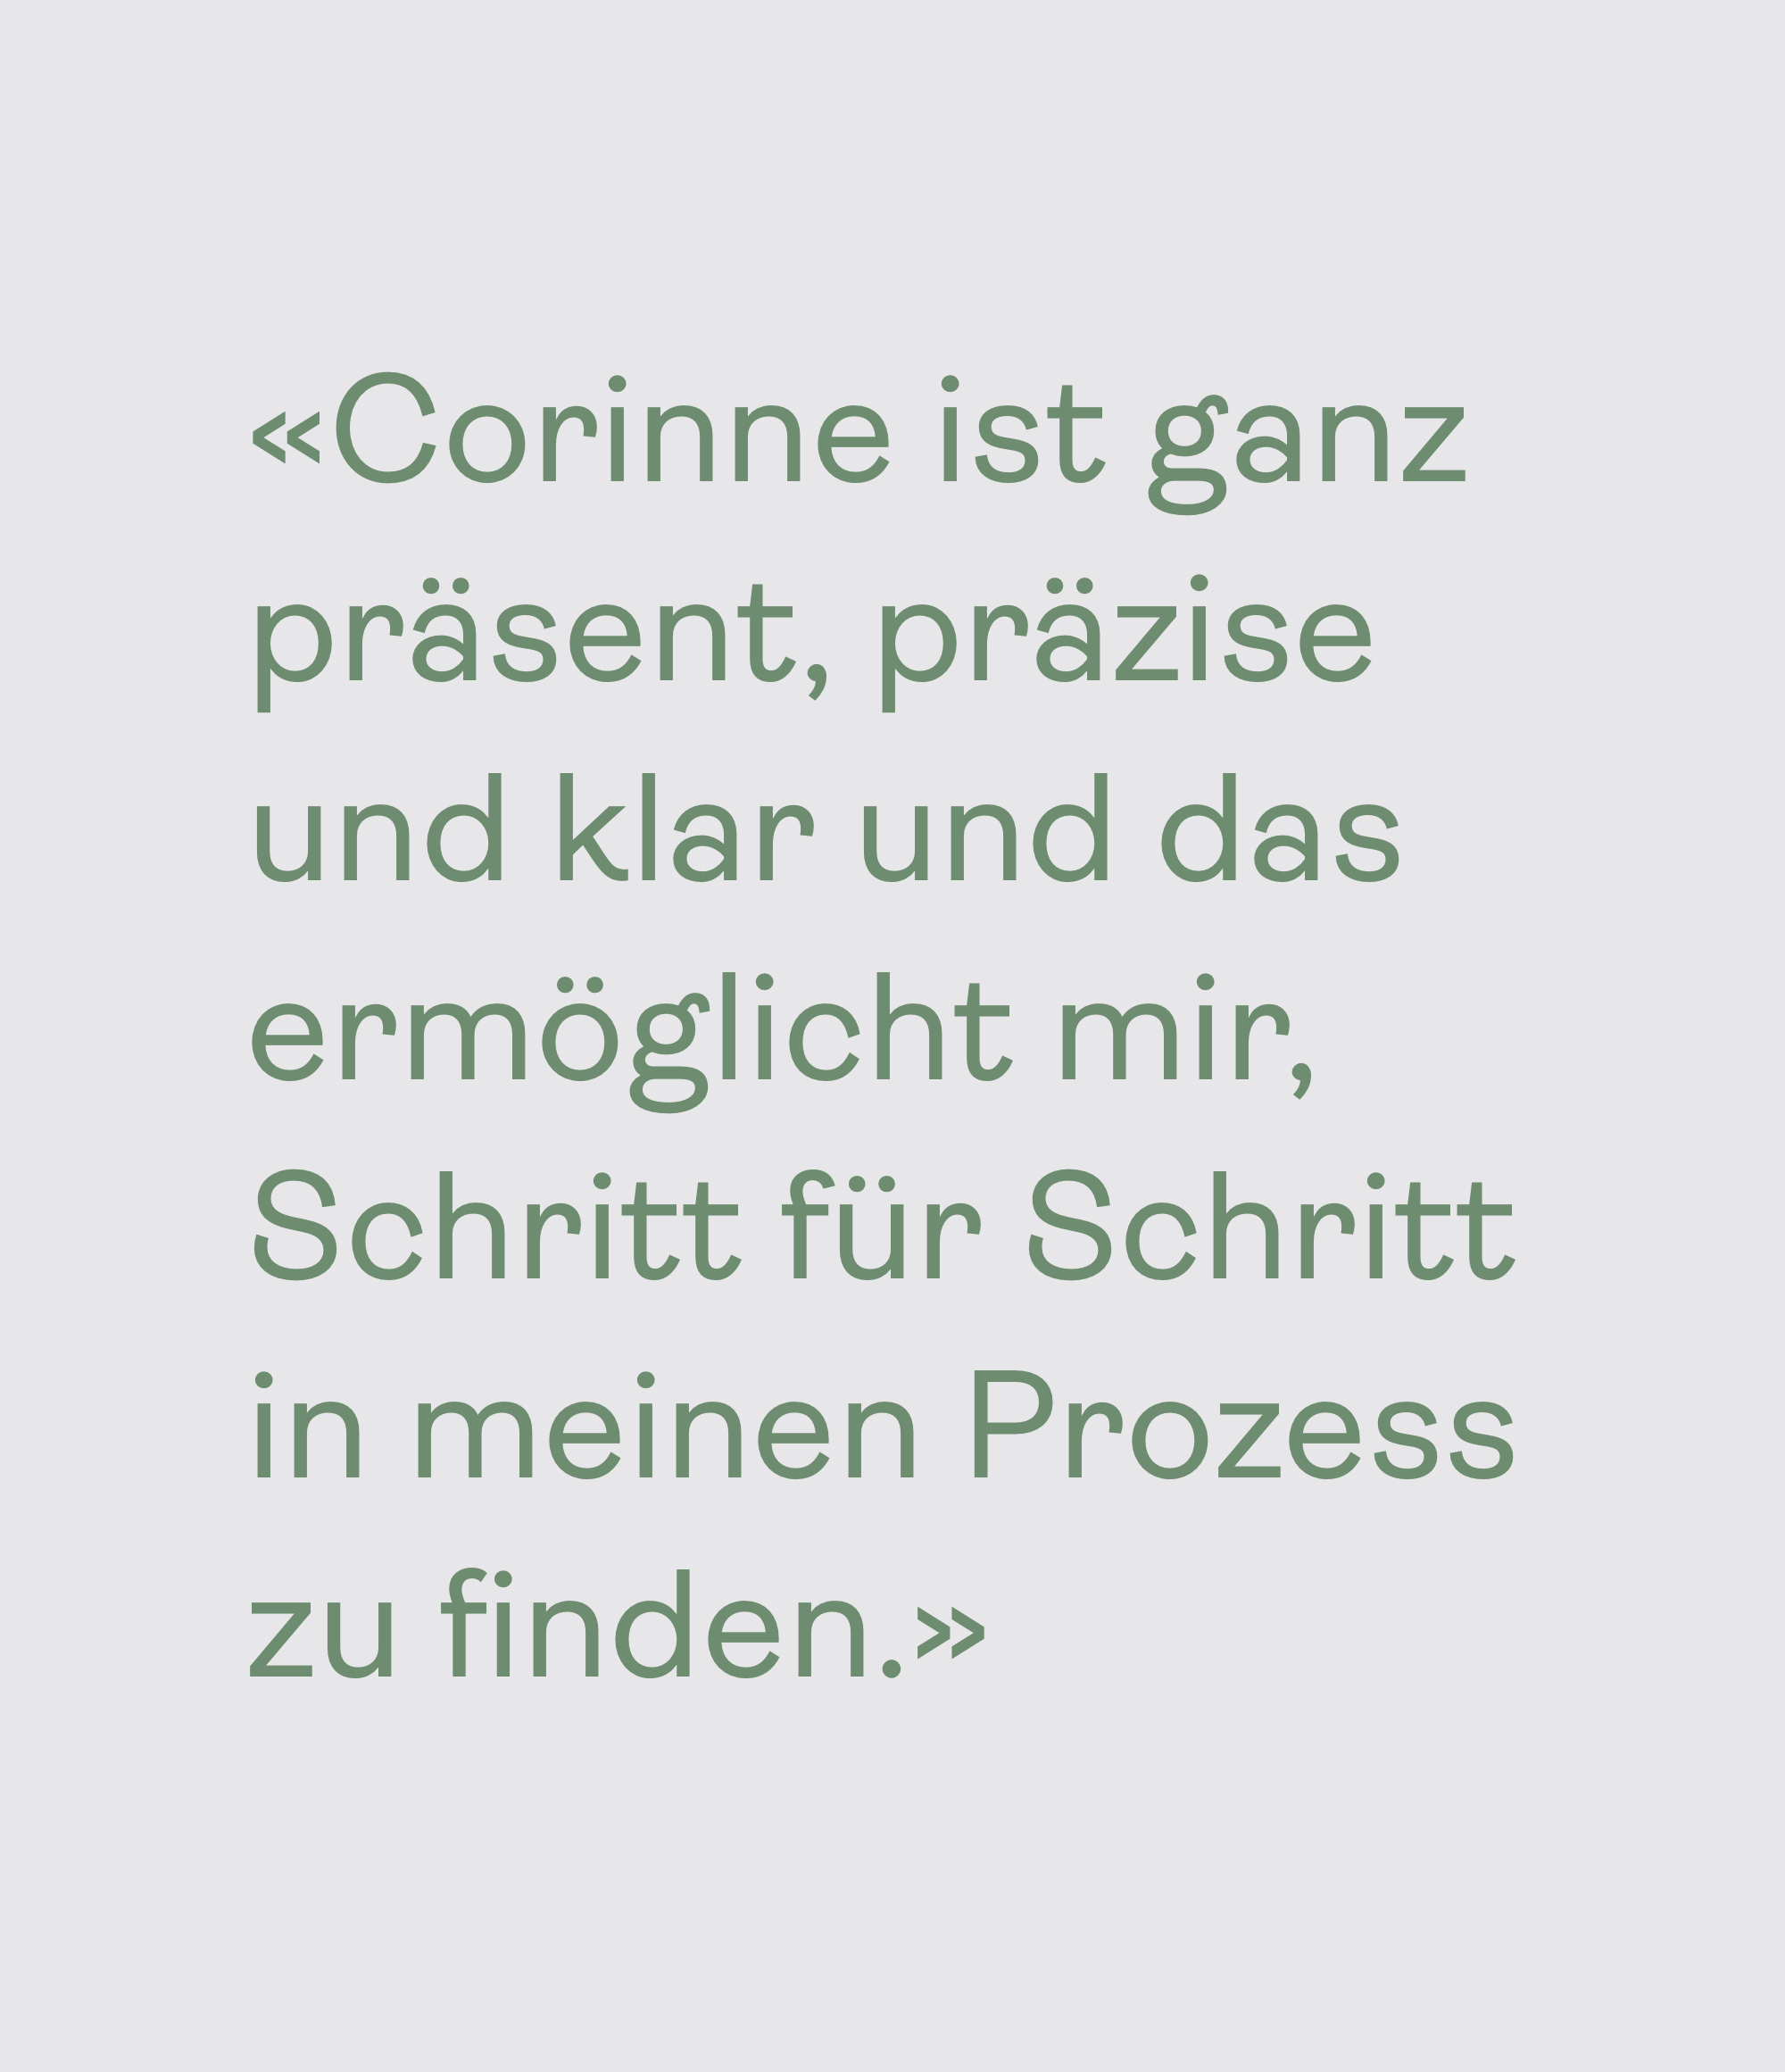 «Corinne ist ganz
präsent, präzise
und klar und das
ermöglicht mir,
Schritt für Schritt
in meinen Prozess
zu finden.»